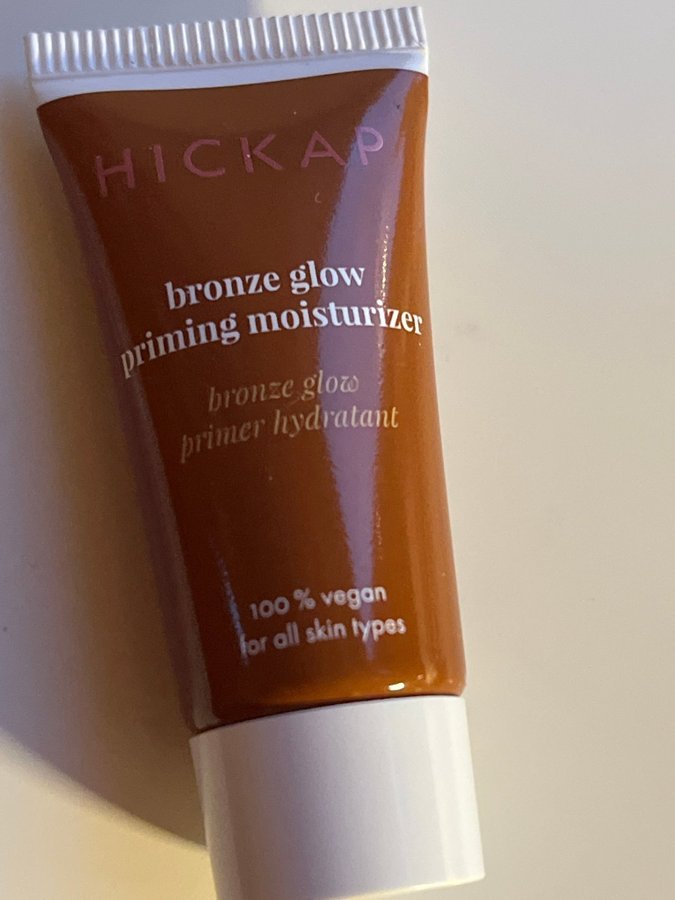 HICKAP
bronze glow
priming moisturizer
bronze glow
primer hydratant
100 % vegan
for all skin types